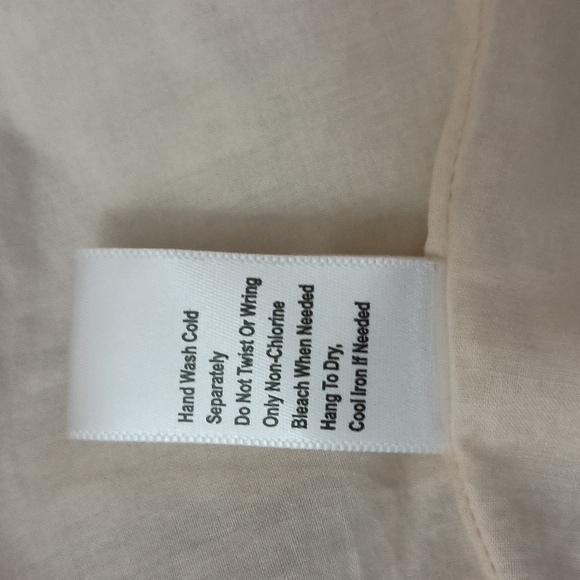 Hand Wash Cold
Separately
Do Not Twist Or Wring
Only Non-Chlorine
Bleach When Needed
Hang To Dry,
Cool Iron If Needed